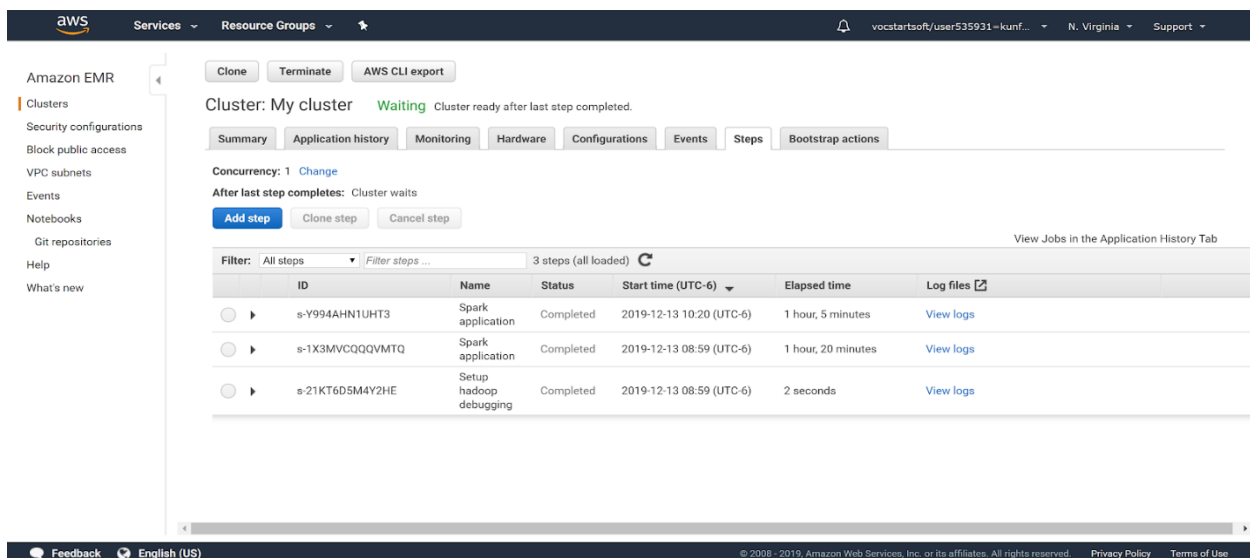 aws Services Resource Groups vocstartsoft/user535931=kunf... N. Virginia Support
Amazon EMR
Clusters
Security configurations
Block public access
VPC subnets
Events
Notebooks
Git repositories
Help
What's new
Clone Terminate AWS CLI export
Cluster: My cluster Waiting Cluster ready after last step completed.
Summary Application history Monitoring Hardware Configurations Events Steps Bootstrap actions
Concurrency: 1 Change
After last step completes: Cluster waits
Add step Clone step Cancel step
View Jobs in the Application History Tab
Filter: All steps Filter steps ... 3 steps (all loaded)
ID Name Status Start time (UTC-6) Elapsed time Log files
s-Y994AHN1UHT3 Spark application Completed 2019-12-13 10:20 (UTC-6) 1 hour, 5 minutes View logs
s-1X3MVCQQQVMTQ Spark application Completed 2019-12-13 08:59 (UTC-6) 1 hour, 20 minutes View logs
s-21KT6D5M4Y2HE Setup hadoop debugging Completed 2019-12-13 08:59 (UTC-6) 2 seconds View logs
Feedback English (US) © 2008 - 2019, Amazon Web Services, Inc. or its affiliates. All rights reserved. Privacy Policy Terms of Use